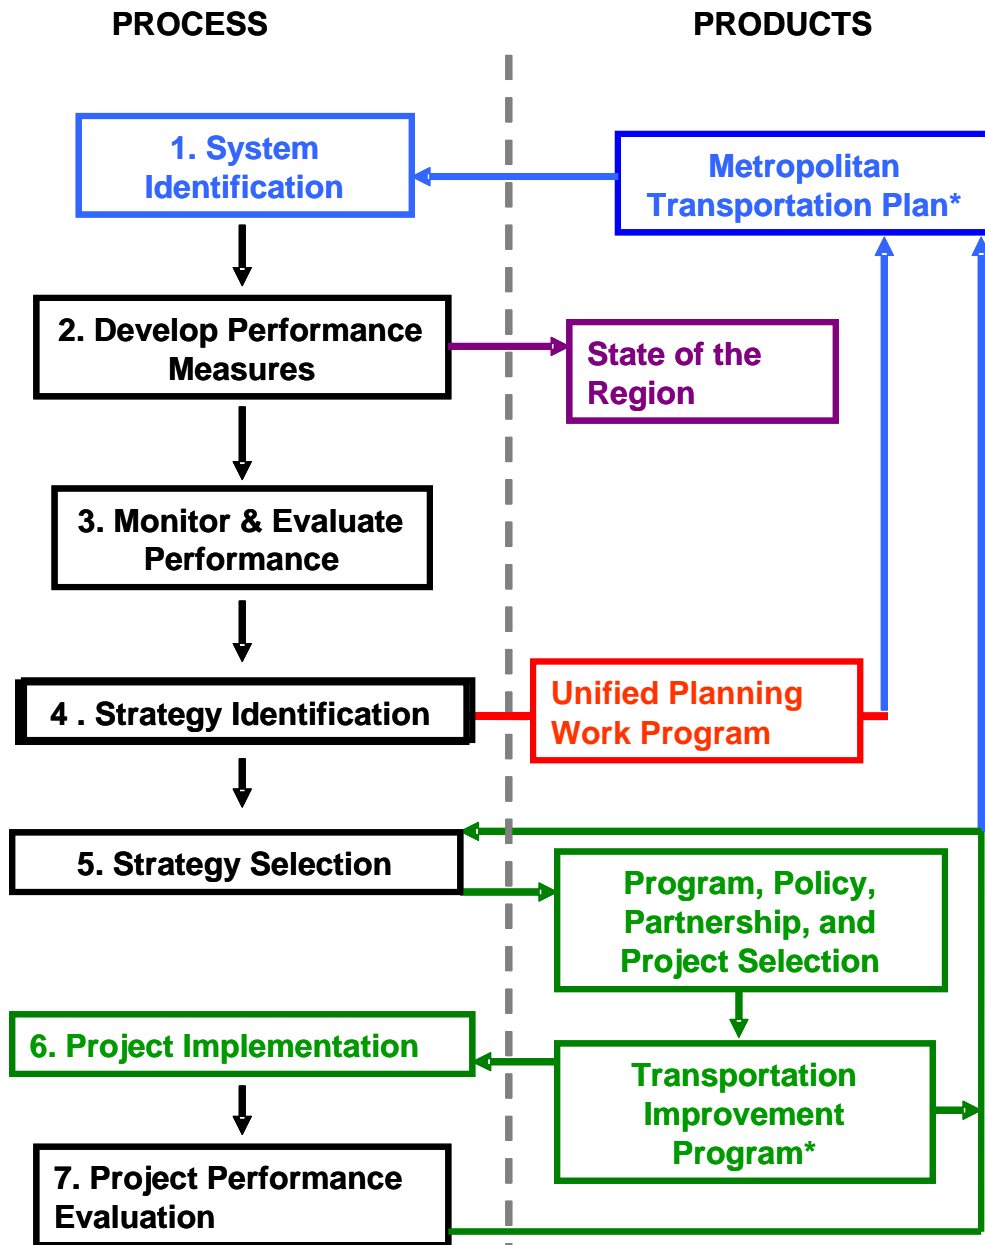 PROCESS
PRODUCTS
1. System
Identification
Metropolitan
Transportation Plan*
2. Develop Performance
Measures
State of the
Region
3. Monitor & Evaluate
Performance
4 . Strategy Identification
Unified Planning
Work Program
5. Strategy Selection
Program, Policy,
Partnership, and
Project Selection
6. Project Implementation
Transportation
Improvement
Program*
7. Project Performance
Evaluation